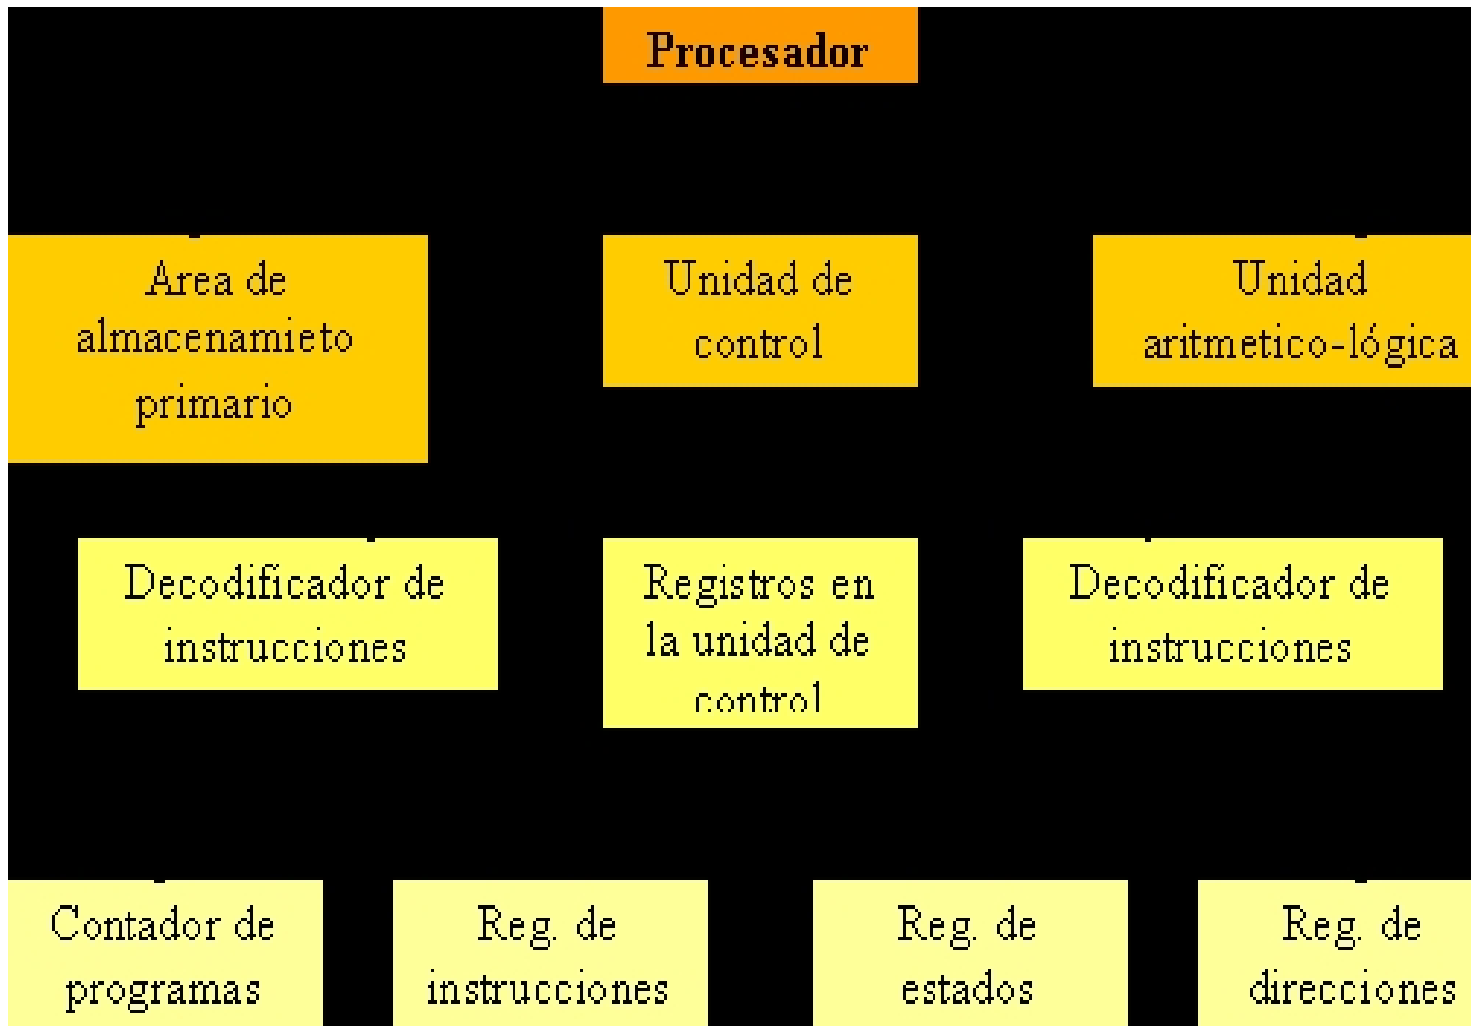 Procesador
Area de
almacenamieto
primario
Unidad de
control
Unidad
aritmetico-lógica
Decodificador de
instrucciones
Registros en
la unidad de
control
Decodificador de
instrucciones
Contador de
programas
Reg. de
instrucciones
Reg. de
estados
Reg. de
direcciones